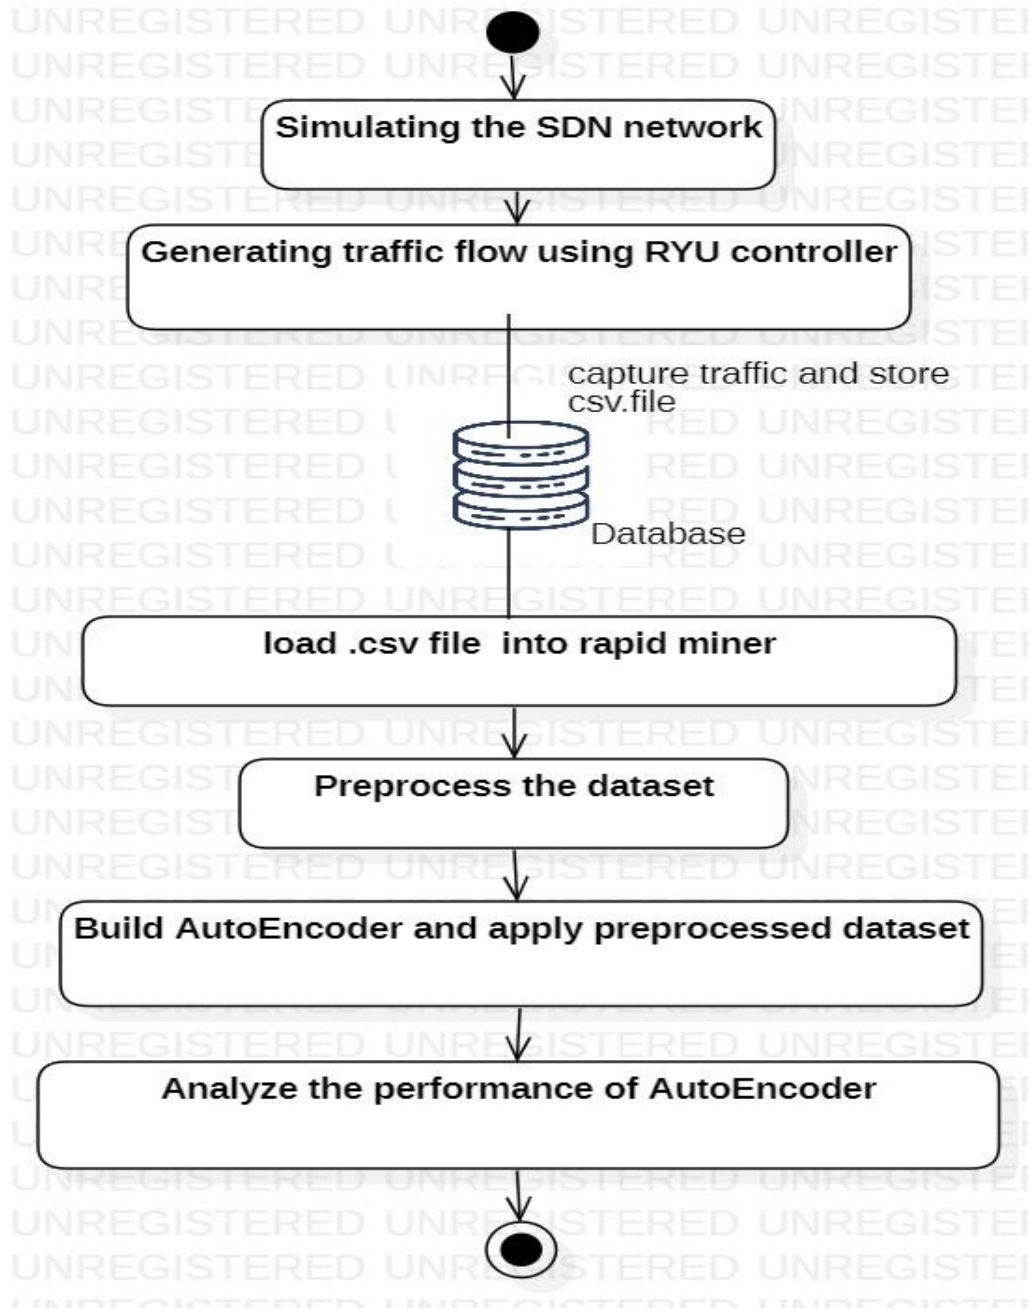 Simulating the SDN network
Generating traffic flow using RYU controller
capture traffic and store
csv.file
Database
load .csv file  into rapid miner
Preprocess the dataset
Build AutoEncoder and apply preprocessed dataset
Analyze the performance of AutoEncoder
UNREGISTERED